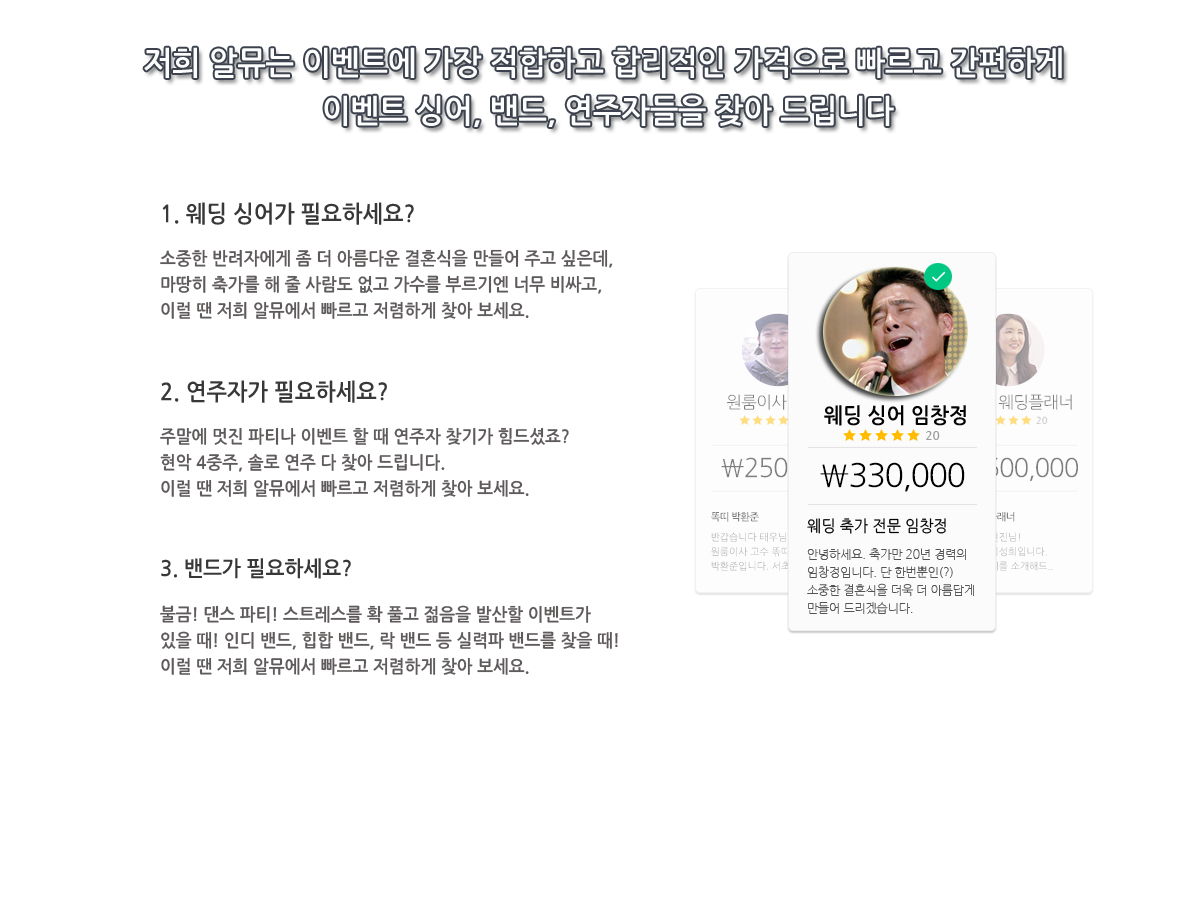 저희 알뮤는 이벤트에 가장 적합하고 합리적인 가격으로 빠르고 간편하게
이벤트 싱어, 밴드, 연주자들을 찾아 드립니다
1. 웨딩 싱어가 필요하세요?
소중한 반려자에게 좀 더 아름다운 결혼식을 만들어 주고 싶은데,
마땅히 축가를 해 줄 사람도 없고 가수를 부르기엔 너무 비싸고,
이럴 땐 저희 알뮤에서 빠르고 저렴하게 찾아 보세요.
2. 연주자가 필요하세요?
주말에 멋진 파티나 이벤트 할 때 연주자 찾기가 힘드셨죠?
현악 4중주, 솔로 연주 다 찾아 드립니다.
이럴 땐 저희 알뮤에서 빠르고 저렴하게 찾아 보세요.
3. 밴드가 필요하세요?
불금! 댄스 파티! 스트레스를 확 풀고 젊음을 발산할 이벤트가
있을 때! 인디 밴드, 힙합 밴드, 락 밴드 등 실력파 밴드를 찾을 때!
이럴 땐 저희 알뮤에서 빠르고 저렴하게 찾아 보세요.
원룸이사
₩250
똑띠 박환준
반갑습니다 태우님
원룸이사 고수 똑띠
박환준입니다. 서초
웨딩 싱어 임창정
20
₩330,000
웨딩 축가 전문 임창정
안녕하세요. 축가만 20년 경력의
임창정입니다. 단 한번뿐인(?)
소중한 결혼식을 더욱 더 아름답게
만들어 드리겠습니다.
웨딩플래너
20
500,000
래너
진님!
성희입니다.
를 소개해드..